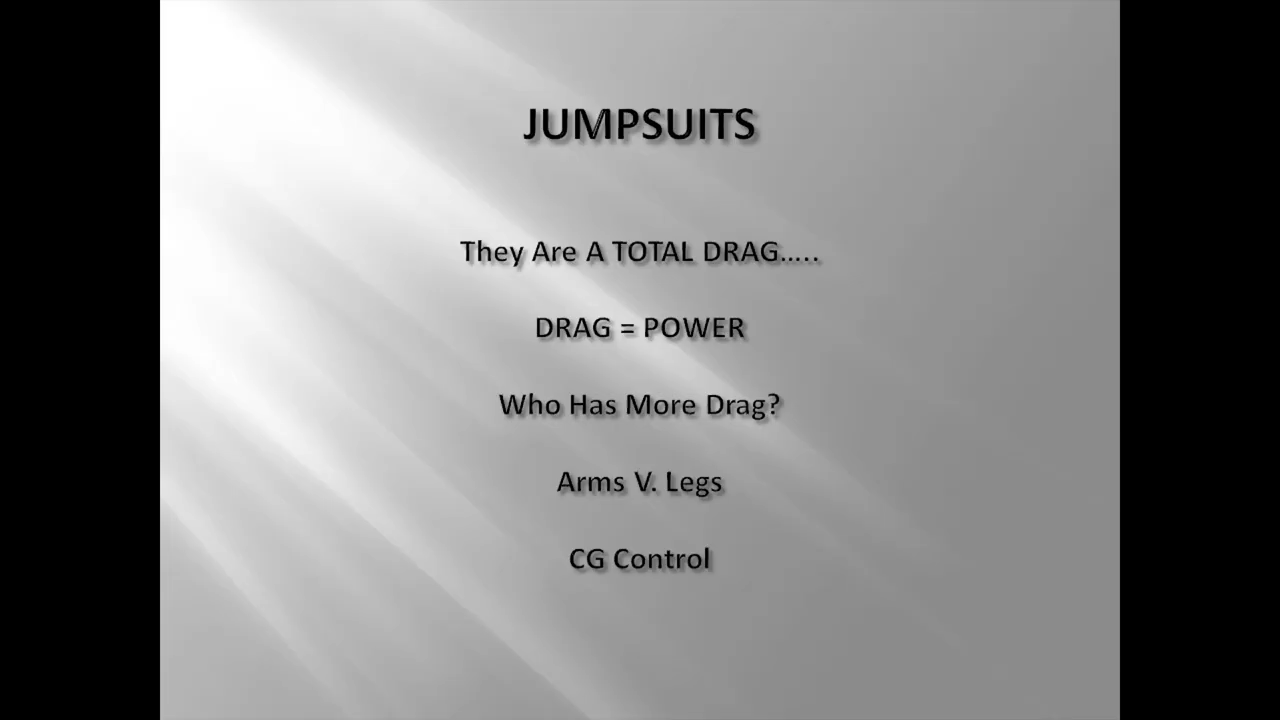 JUMPSUITS
They Are A TOTAL DRAG…..
DRAG = POWER
Who Has More Drag?
Arms V. Legs
CG Control